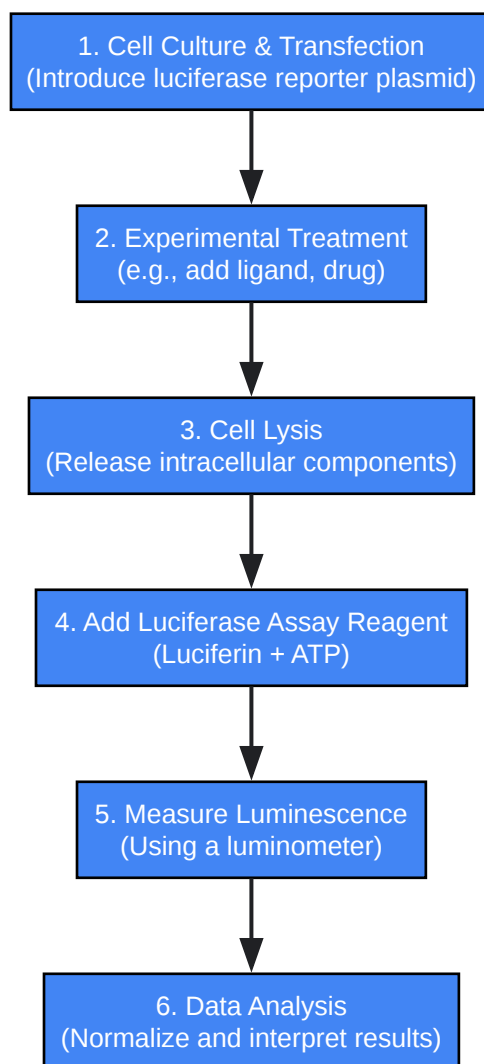 1. Cell Culture & Transfection
(Introduce luciferase reporter plasmid)
2. Experimental Treatment
(e.g., add ligand, drug)
3. Cell Lysis
(Release intracellular components)
4. Add Luciferase Assay Reagent
(Luciferin + ATP)
5. Measure Luminescence
(Using a luminometer)
6. Data Analysis
(Normalize and interpret results)